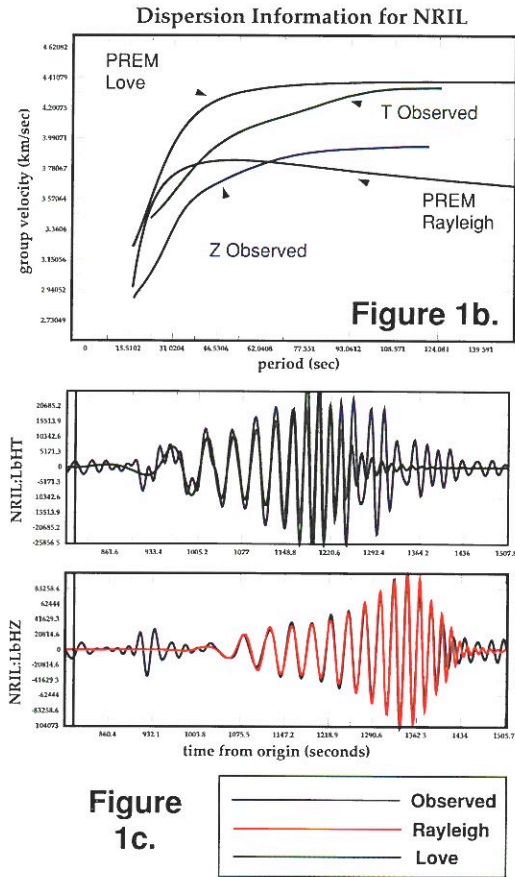 Dispersion Information for NRIL
4.62082
4.41079
4.20075
3.99071
3.78067
3.57064
3.3606
3.15056
2.94052
2.73049
group velocity (km/sec)
PREM
Love
T Observed
PREM
Rayleigh
Z Observed
Figure 1b.
0 15.5102 31.0204 46.5306 62.0408 77.551 93.0612 108.571 124.081 139.591
period (sec)
NRIL:LbHT
20685.2
15513.9
10342.6
5171.3
0
-5171.3
-10342.6
-15513.9
-20685.2
-25856.5
861.6 933.4 1005.2 1077 1148.8 1220.6 1292.4 1364.2 1436 1507.8
NRIL:LbHZ
83258.6
62444
41629.3
20814.6
0
-20814.6
-41629.3
-62444
-83258.6
104073
860.4 932.1 1003.8 1075.5 1147.2 1218.9 1290.6 1362.3 1434 1505.7
time from origin (seconds)
Figure
1c.
Observed
Rayleigh
Love